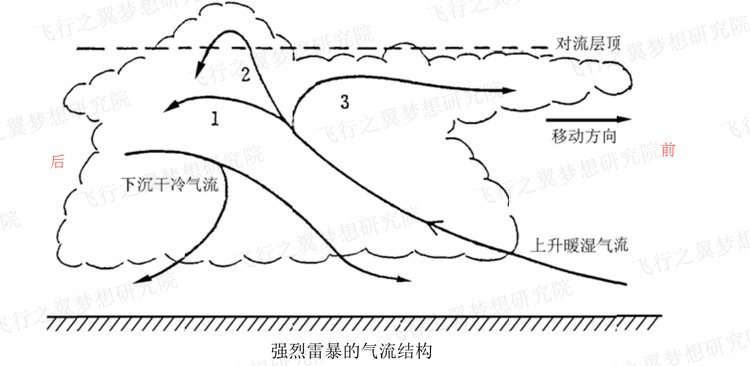 对流层顶
2
1
3
移动方向
后
前
下沉干冷气流
上升暖湿气流
强烈雷暴的气流结构
飞行之翼梦想研究院